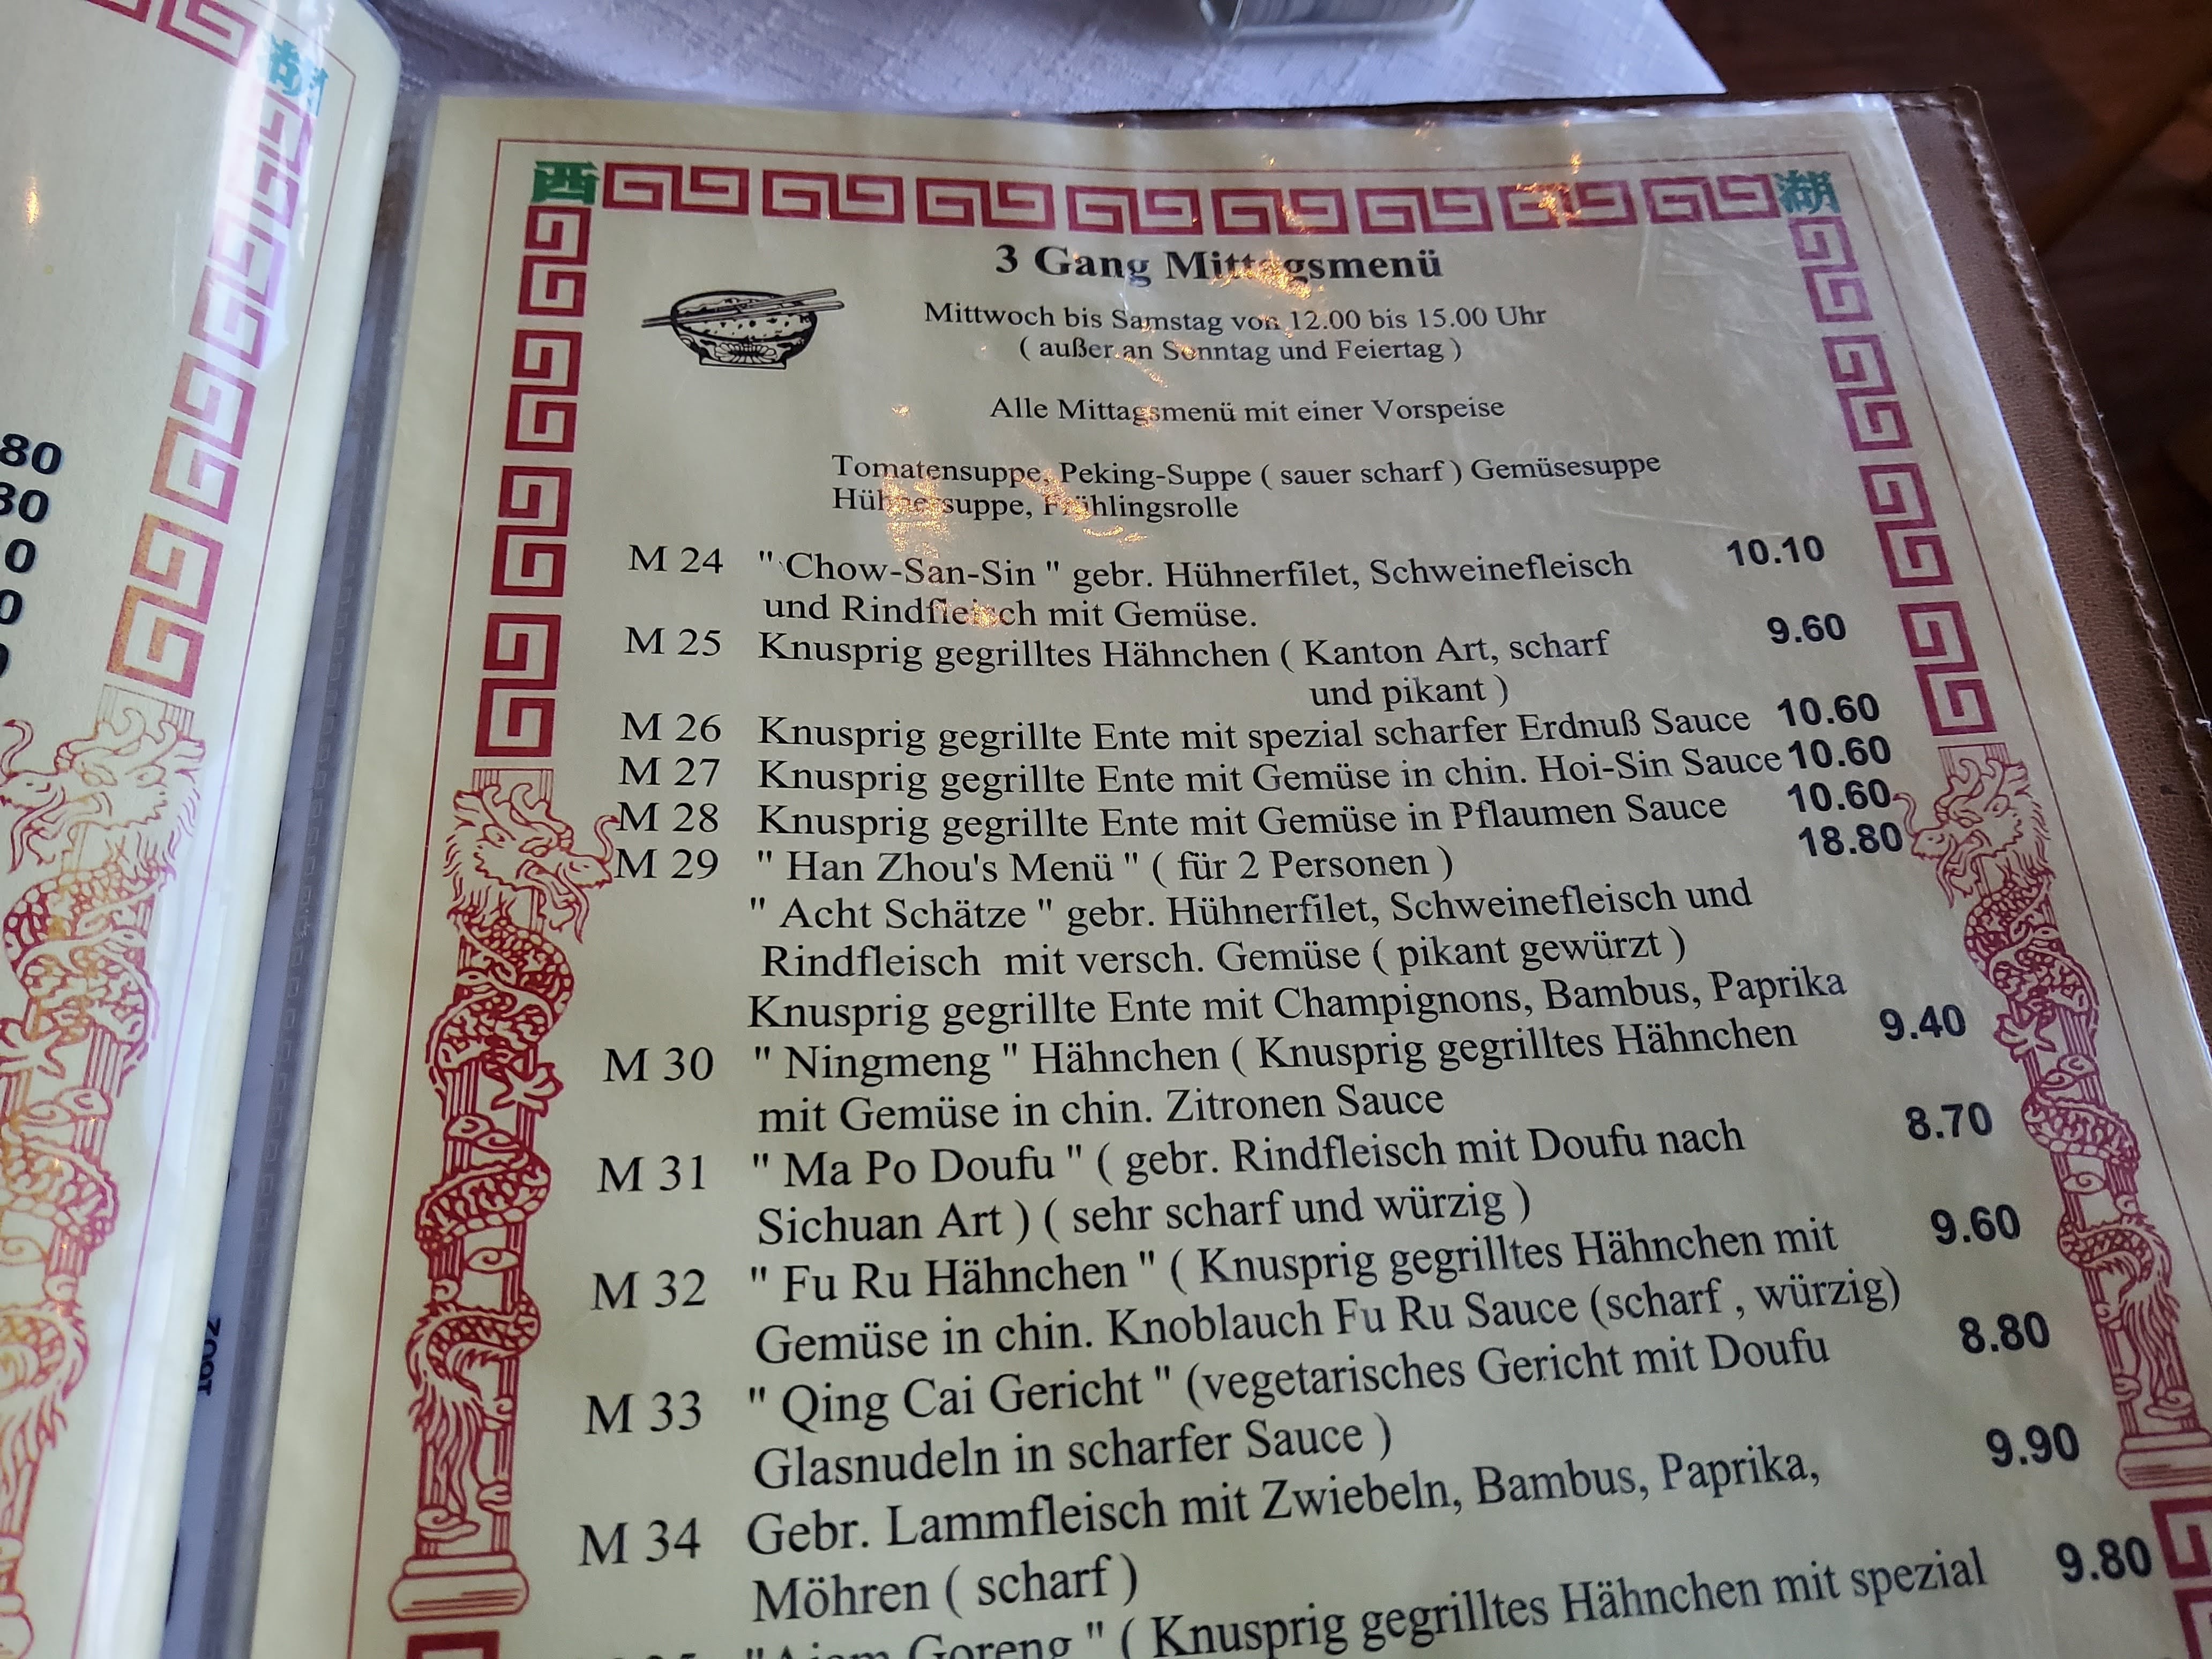 湖
80
30
西 湖
3 Gang Mittagsmenü
Mittwoch bis Samstag von 12.00 bis 15.00 Uhr
( außer an Sonntag und Feiertag )
Alle Mittagsmenü mit einer Vorspeise
Tomatensuppe, Peking-Suppe ( sauer scharf ) Gemüsesuppe
Hühnersuppe, Frühlingsrolle
M 24 " Chow-San-Sin " gebr. Hühnerfilet, Schweinefleisch 10.10
und Rindfleisch mit Gemüse.
M 25 Knusprig gegrilltes Hähnchen ( Kanton Art, scharf 9.60
und pikant )
M 26 Knusprig gegrillte Ente mit spezial scharfer Erdnuß Sauce 10.60
M 27 Knusprig gegrillte Ente mit Gemüse in chin. Hoi-Sin Sauce 10.60
M 28 Knusprig gegrillte Ente mit Gemüse in Pflaumen Sauce 10.60
M 29 " Han Zhou's Menü " ( für 2 Personen ) 18.80
" Acht Schätze " gebr. Hühnerfilet, Schweinefleisch und
Rindfleisch mit versch. Gemüse ( pikant gewürzt )
Knusprig gegrillte Ente mit Champignons, Bambus, Paprika
M 30 " Ningmeng " Hähnchen ( Knusprig gegrilltes Hähnchen 9.40
mit Gemüse in chin. Zitronen Sauce
M 31 " Ma Po Doufu " ( gebr. Rindfleisch mit Doufu nach 8.70
Sichuan Art ) ( sehr scharf und würzig )
M 32 " Fu Ru Hähnchen " ( Knusprig gegrilltes Hähnchen mit 9.60
Gemüse in chin. Knoblauch Fu Ru Sauce (scharf , würzig)
M 33 " Qing Cai Gericht " (vegetarisches Gericht mit Doufu 8.80
Glasnudeln in scharfer Sauce )
M 34 Gebr. Lammfleisch mit Zwiebeln, Bambus, Paprika, 9.90
Möhren ( scharf )
"Ajam Goreng " ( Knusprig gegrilltes Hähnchen mit spezial 9.80